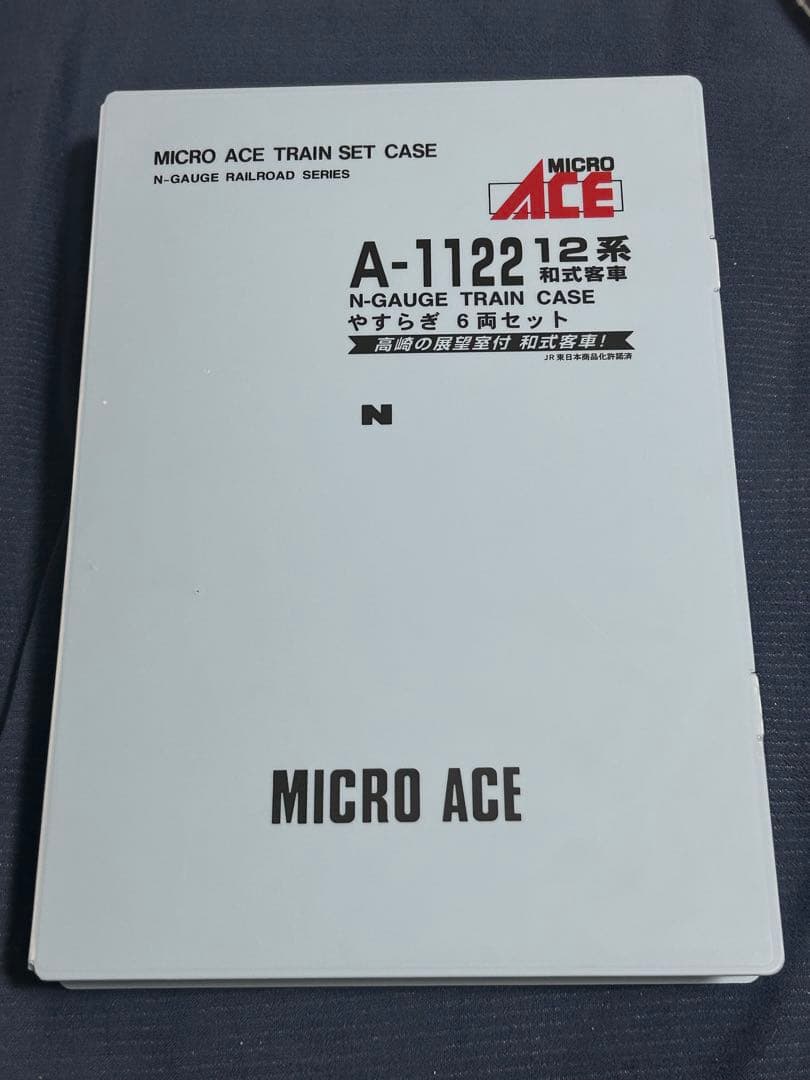 MICRO ACE TRAIN SET CASE
N-GAUGE RAILROAD SERIES
MICRO
ACE
A-1122 12系
和式客車
N-GAUGE TRAIN CASE
やすらぎ 6両セット
高崎の展望室付 和式客車!
JR東日本商品化許諾済
N
MICRO ACE